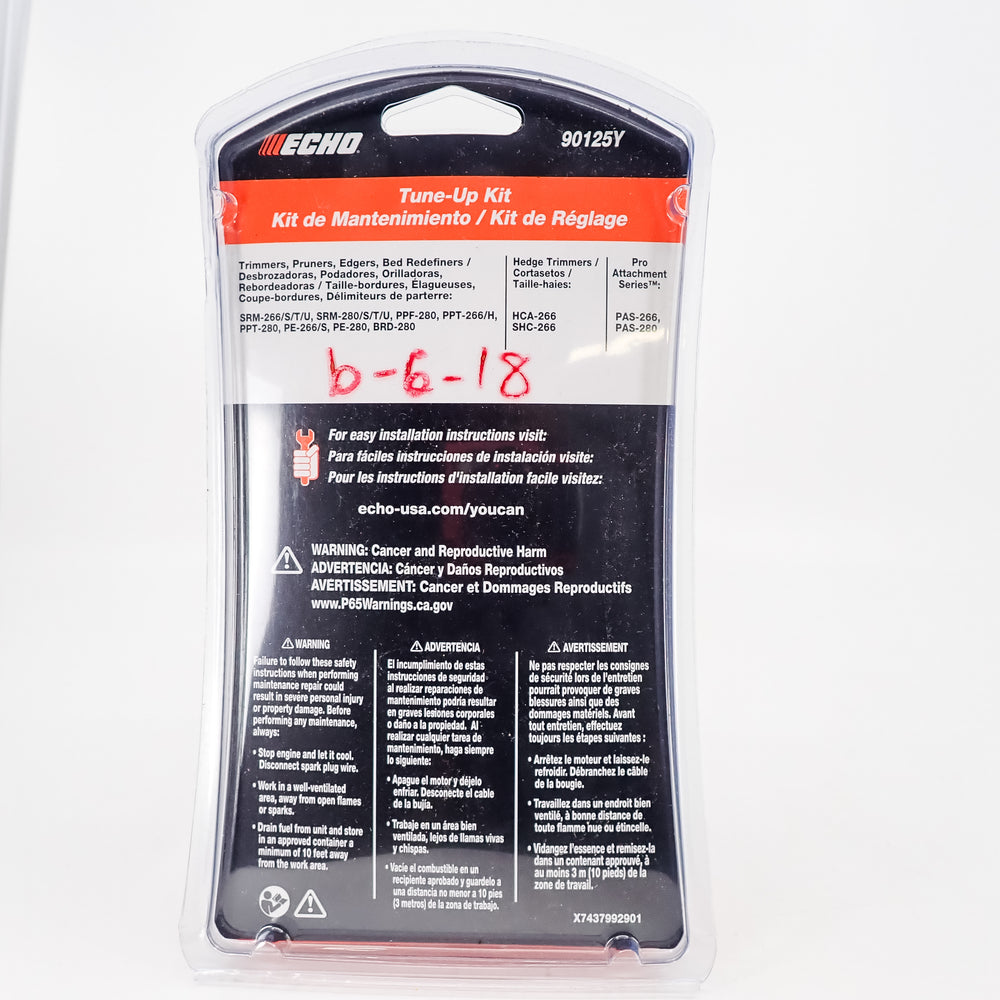 ECHO
90125Y
Tune-Up Kit
Kit de Mantenimiento / Kit de Réglage
Trimmers, Pruners, Edgers, Bed Redefiners /
Desbrozadoras, Podadores, Orilladoras,
Rebordeadoras / Taille-bordures, Élagueuses,
Coupe-bordures, Délimiteurs de parterre:
SRM-266/S/T/U, SRM-280/S/T/U, PPF-280, PPT-266/H,
PPT-280, PE-266/S, PE-280, BRD-280
Hedge Trimmers /
Cortasetos /
Taille-haies:
HCA-266
SHC-266
Pro
Attachment
Series™:
PAS-266,
PAS-280
b-6-18
For easy installation instructions visit:
Para fáciles instrucciones de instalación visite:
Pour les instructions d'installation facile visitez:
echo-usa.com/youcan
WARNING: Cancer and Reproductive Harm
ADVERTENCIA: Cáncer y Daños Reproductivos
AVERTISSEMENT: Cancer et Dommages Reproductifs
www.P65Warnings.ca.gov
WARNING
Failure to follow these safety
instructions when performing
maintenance repair could
result in severe personal injury
or property damage. Before
performing any maintenance,
always:
• Stop engine and let it cool.
Disconnect spark plug wire.
• Work in a well-ventilated
area, away from open flames
or sparks.
• Drain fuel from unit and store
in an approved container a
minimum of 10 feet away
from the work area.
ADVERTENCIA
El incumplimiento de estas
instrucciones de seguridad
al realizar reparaciones de
mantenimiento podría resultar
en graves lesiones corporales
o daño a la propiedad. Al
realizar cualquier tarea de
mantenimiento, haga siempre
lo siguiente:
• Apague el motor y déjelo
enfriar. Desconecte el cable
de la bujía.
• Trabaje en un área bien
ventilada, lejos de llamas vivas
y chispas.
• Vacíe el combustible en un
recipiente aprobado y guardelo a
una distancia no menor a 10 pies
(3 metros) de la zona de trabajo.
AVERTISSEMENT
Ne pas respecter les consignes
de sécurité lors de l'entretien
pourrait provoquer de graves
blessures ainsi que des
dommages matériels. Avant
tout entretien, effectuez
toujours les étapes suivantes :
• Arrêtez le moteur et laissez-le
refroidir. Débranchez le câble
de la bougie.
• Travaillez dans un endroit bien
ventilé, à bonne distance de
toute flamme nue ou étincelle.
• Vidangez l'essence et remisez-la
dans un contenant approuvé, à
au moins 3 m (10 pieds) de la
zone de travail.
X7437992901